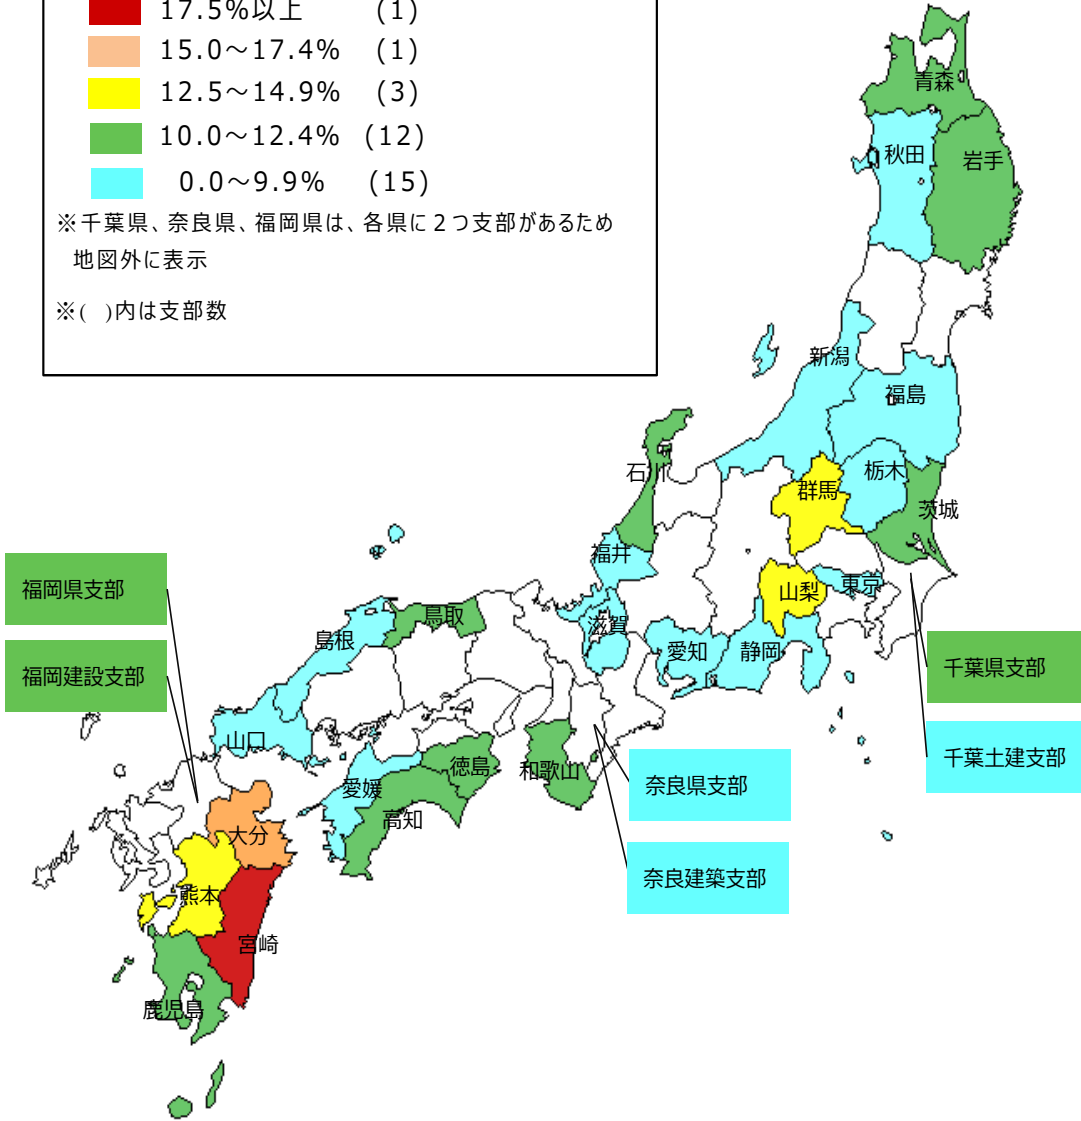 17.5%以上 (1)
15.0～17.4% (1)
12.5～14.9% (3)
10.0～12.4% (12)
0.0～9.9% (15)
※千葉県、奈良県、福岡県は、各県に２つ支部があるため
地図外に表示
※( )内は支部数
青森
秋田
岩手
新潟
福島
石川
群馬
栃木
茨城
福井
山梨
東京
福岡県支部
鳥取
滋賀
島根
愛知
静岡
千葉県支部
福岡建設支部
山口
千葉土建支部
徳島
和歌山
愛媛
奈良県支部
高知
大分
奈良建築支部
熊本
宮崎
鹿児島